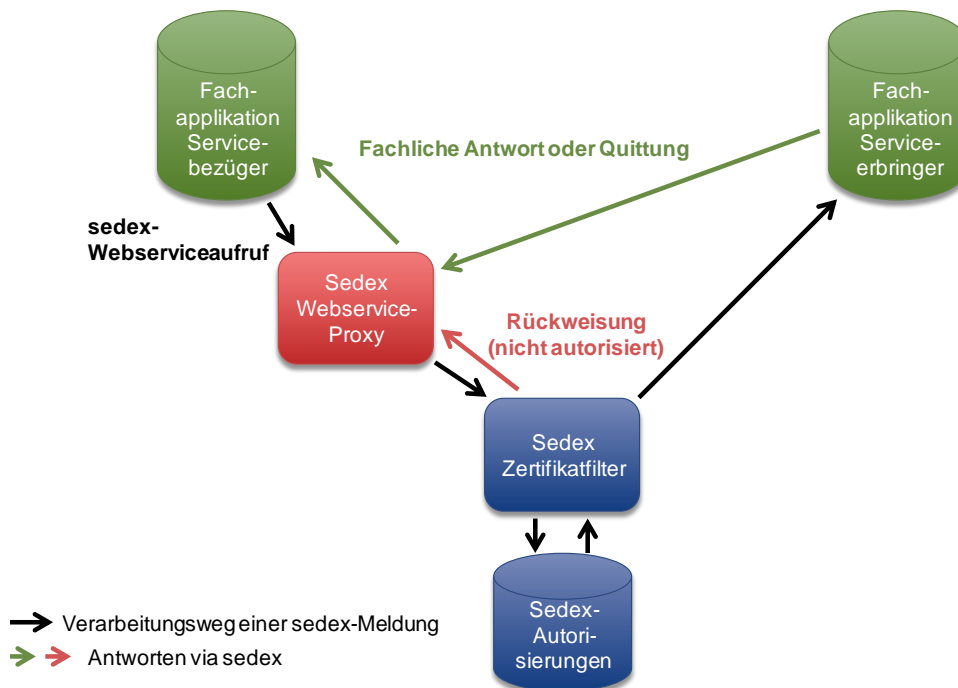 Fach-
applikation
Service-
bezüger
Fach-
applikation
Service-
erbringer
Fachliche Antwort oder Quittung
sedex-
Webserviceaufruf
Sedex
Webservice-
Proxy
Rückweisung
(nicht autorisiert)
Sedex
Zertifikatfilter
Sedex-
Autori-
sierungen
Verarbeitungsweg einer sedex-Meldung
Antworten via sedex